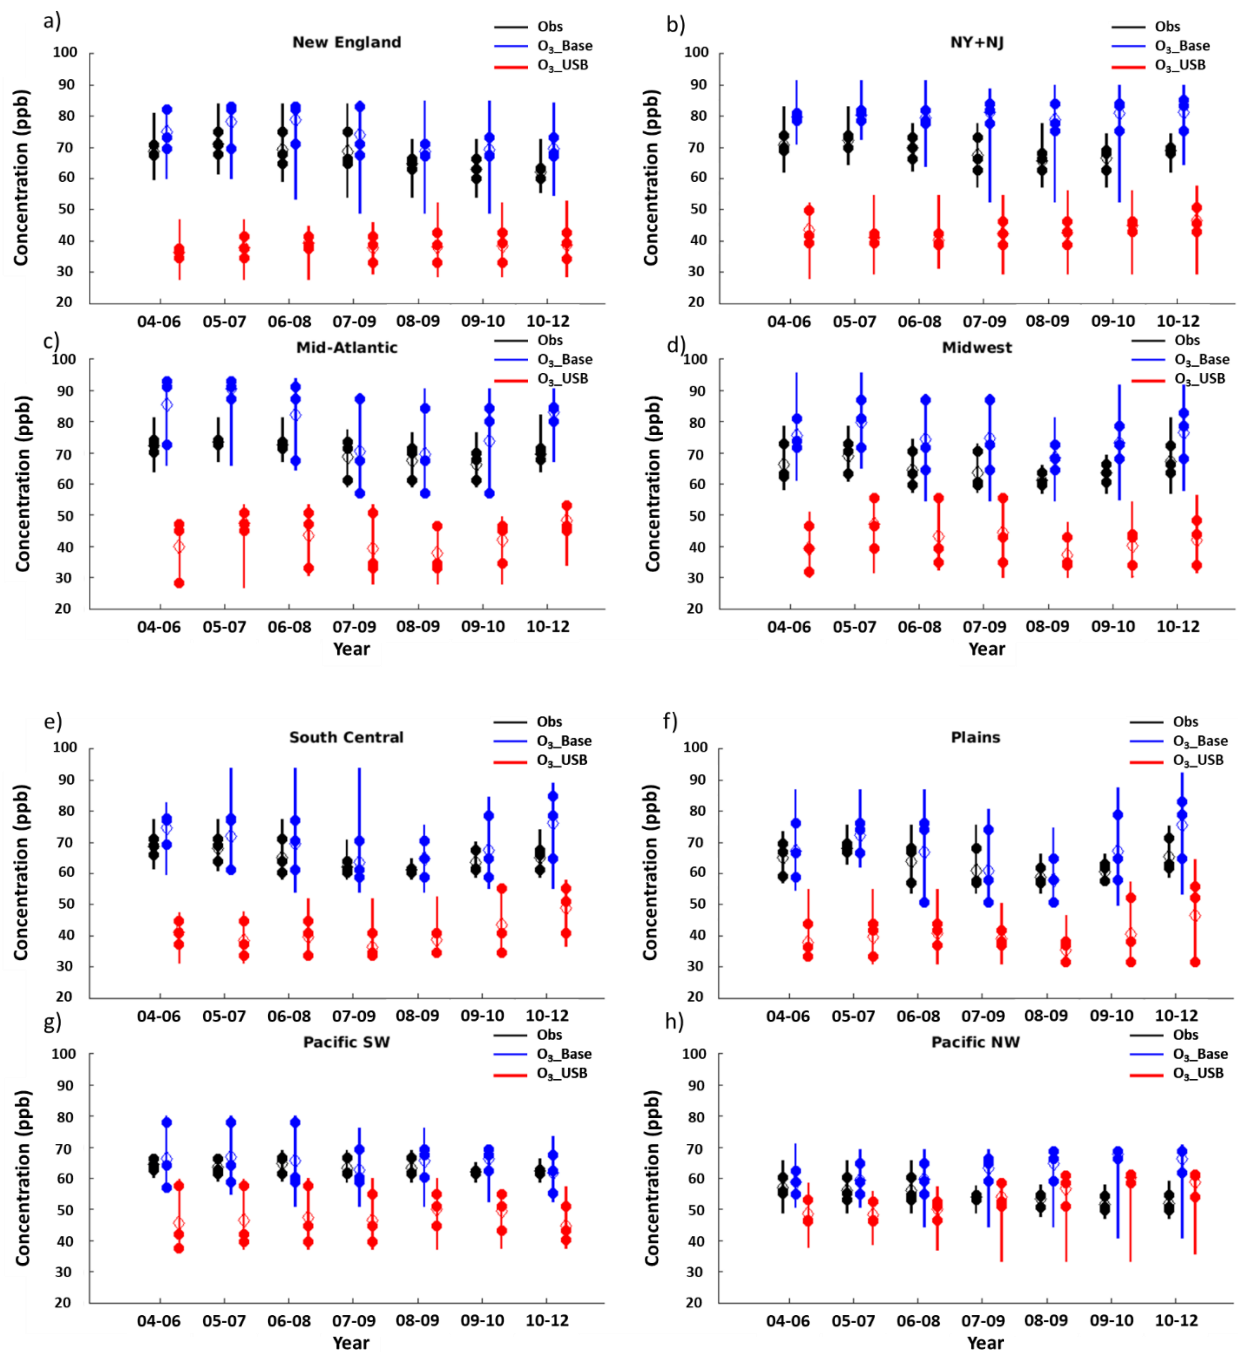 a)
New England
Obs
O₃_Base
O₃_USB
Concentration (ppb)
100
90
80
70
60
50
40
30
20
04-06 05-07 06-08 07-09 08-09 09-10 10-12
b)
NY+NJ
Obs
O₃_Base
O₃_USB
Concentration (ppb)
100
90
80
70
60
50
40
30
20
04-06 05-07 06-08 07-09 08-09 09-10 10-12
c)
Mid-Atlantic
Obs
O₃_Base
O₃_USB
Concentration (ppb)
100
90
80
70
60
50
40
30
20
04-06 05-07 06-08 07-09 08-09 09-10 10-12
Year
d)
Midwest
Obs
O₃_Base
O₃_USB
Concentration (ppb)
100
90
80
70
60
50
40
30
20
04-06 05-07 06-08 07-09 08-09 09-10 10-12
Year
e)
South Central
Obs
O₃_Base
O₃_USB
Concentration (ppb)
100
90
80
70
60
50
40
30
20
04-06 05-07 06-08 07-09 08-09 09-10 10-12
f)
Plains
Obs
O₃_Base
O₃_USB
Concentration (ppb)
100
90
80
70
60
50
40
30
20
04-06 05-07 06-08 07-09 08-09 09-10 10-12
g)
Pacific SW
Obs
O₃_Base
O₃_USB
Concentration (ppb)
100
90
80
70
60
50
40
30
20
04-06 05-07 06-08 07-09 08-09 09-10 10-12
Year
h)
Pacific NW
Obs
O₃_Base
O₃_USB
Concentration (ppb)
100
90
80
70
60
50
40
30
20
04-06 05-07 06-08 07-09 08-09 09-10 10-12
Year